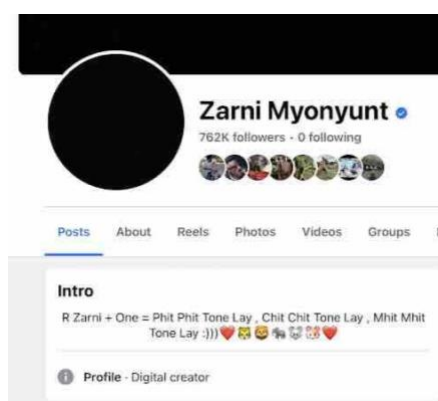 Zarni Myonyunt
762K followers · 0 following
Posts About Reels Photos Videos Groups
Intro
R Zarni + One = Phit Phit Tone Lay , Chit Chit Tone Lay , Mhit Mhit
Tone Lay :)))❤️🐯🦁🐘🐭🐹❤️
Profile · Digital creator